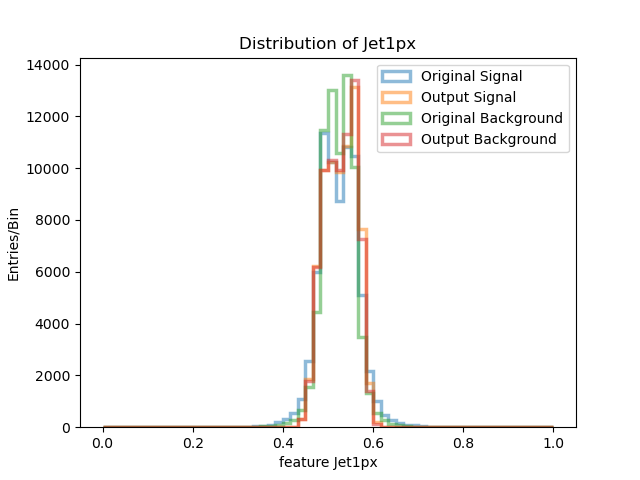 Distribution of Jet1px
Original Signal
Output Signal
Original Background
Output Background
Entries/Bin
14000
12000
10000
8000
6000
4000
2000
0
0.0 0.2 0.4 0.6 0.8 1.0
feature Jet1px